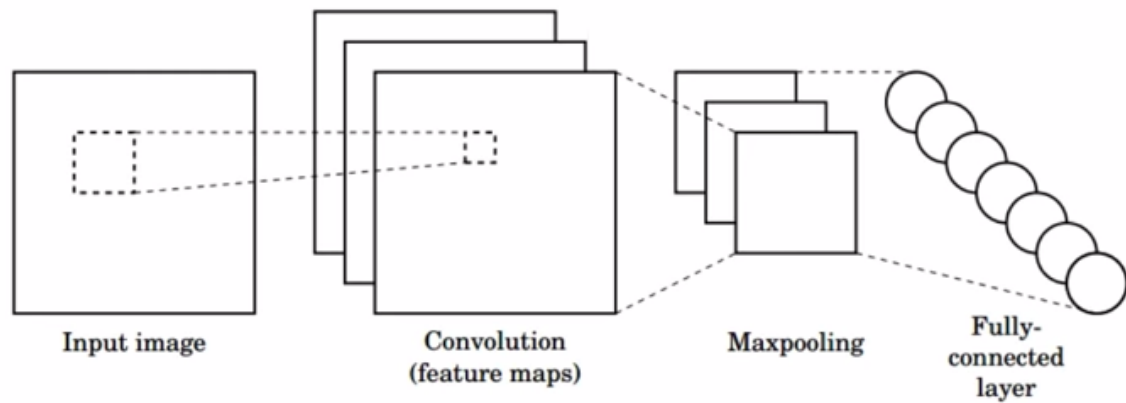 Input image
Convolution
(feature maps)
Maxpooling
Fully-
connected
layer